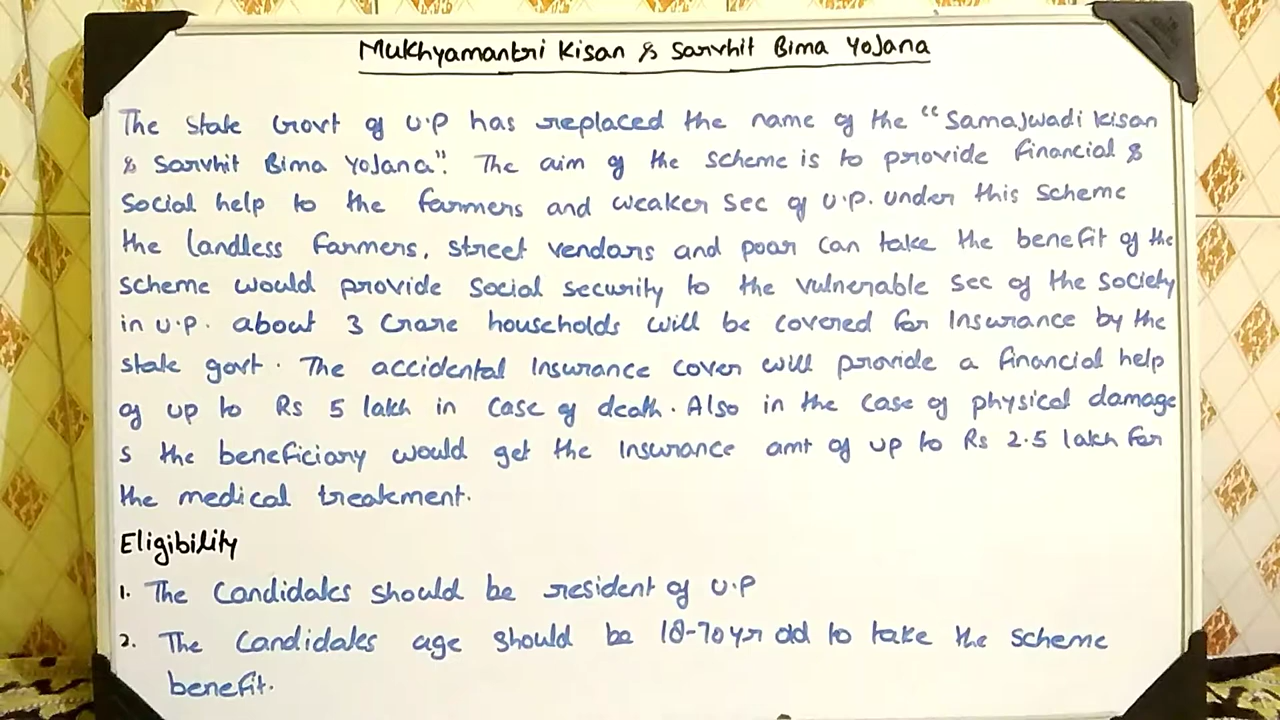 Mukhyamantri Kisan & Sarvhit Bima Yojana
The state Govt of U.P has replaced the name of the "Samajwadi Kisan
& Sarvhit Bima Yojana". The aim of the scheme is to provide financial &
Social help to the farmers and weaker sec of U.P. under this scheme
the landless farmers, street vendors and poor can take the benefit of the
scheme would provide social security to the vulnerable sec of the society
in U.P. about 3 Crore households will be covered for Insurance by the
state govt. The accidental Insurance cover will provide a financial help
of up to Rs 5 lakh in case of death. Also in the case of physical damage
s the beneficiary would get the Insurance amt of up to Rs 2.5 lakh for
the medical treatment.
Eligibility
1. The Candidates should be resident of U.P
2. The Candidates age should be 18-70 yr old to take the scheme
benefit.